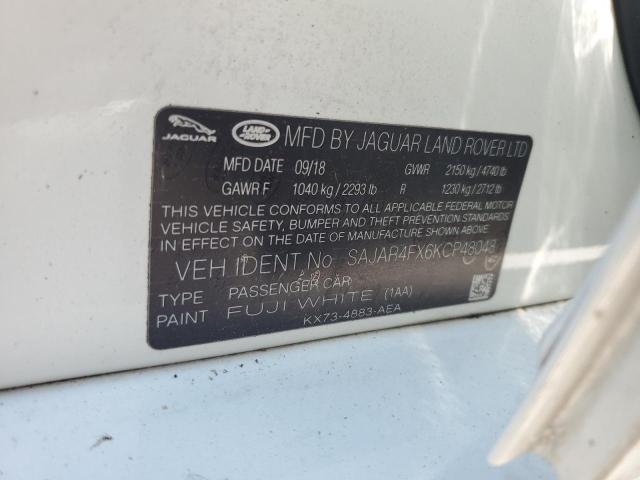 JAGUAR LAND-ROVER MFD BY JAGUAR LAND ROVER LTD
MFD DATE 09/18 GVWR 2150 kg / 4740 lb
GAWR F 1040 kg / 2293 lb R 1230 kg / 2712 lb
THIS VEHICLE CONFORMS TO ALL APPLICABLE FEDERAL MOTOR
VEHICLE SAFETY, BUMPER AND THEFT PREVENTION STANDARDS
IN EFFECT ON THE DATE OF MANUFACTURE SHOWN ABOVE.
VEH IDENT No: SAJAR4FX6KCP48043
TYPE PASSENGER CAR
PAINT FUJI WHITE (1AA)
KX73-4883-AEA